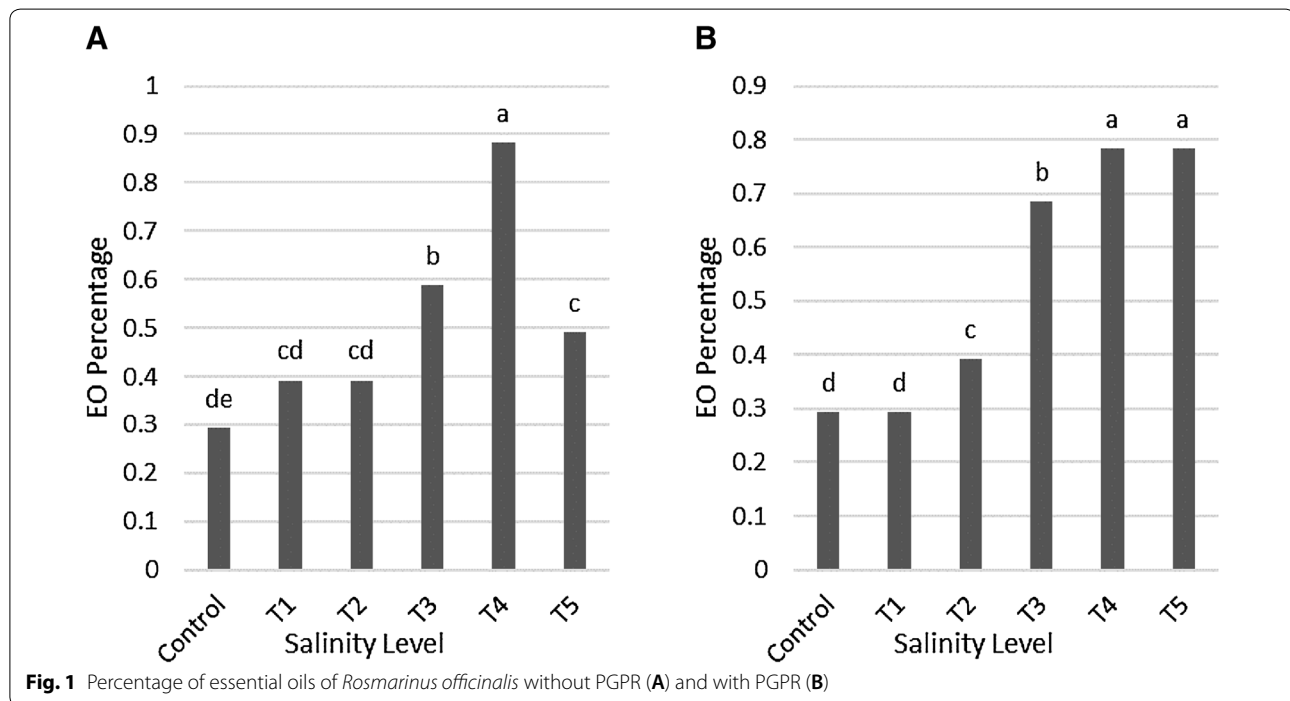 A
EO Percentage
1
0.9
0.8
0.7
0.6
0.5
0.4
0.3
0.2
0.1
0
de
cd
cd
b
a
c
Control
T1
T2
T3
T4
T5
Salinity Level
B
EO Percentage
0.9
0.8
0.7
0.6
0.5
0.4
0.3
0.2
0.1
0
d
d
c
b
a
a
Control
T1
T2
T3
T4
T5
Salinity Level
Fig. 1 Percentage of essential oils of Rosmarinus officinalis without PGPR (A) and with PGPR (B)